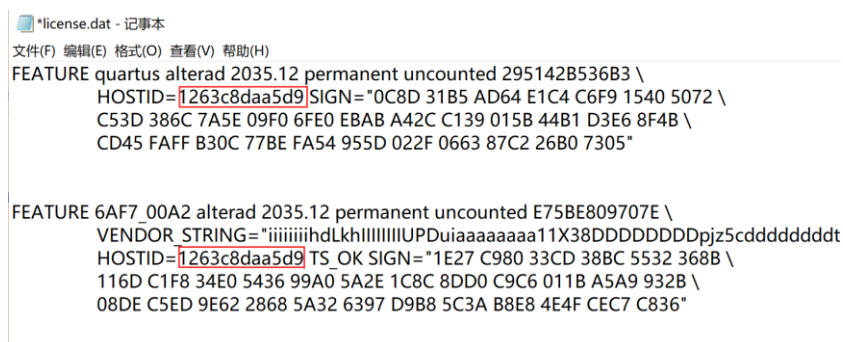 *license.dat - 记事本
文件(F) 编辑(E) 格式(O) 查看(V) 帮助(H)
FEATURE quartus alterad 2035.12 permanent uncounted 295142B536B3 \
HOSTID=1263c8daa5d9 SIGN="0C8D 31B5 AD64 E1C4 C6F9 1540 5072 \
C53D 386C 7A5E 09F0 6FE0 EBAB A42C C139 015B 44B1 D3E6 8F4B \
CD45 FAFF B30C 77BE FA54 955D 022F 0663 87C2 26B0 7305"
FEATURE 6AF7_00A2 alterad 2035.12 permanent uncounted E75BE809707E \
VENDOR_STRING="iiiiiiiihdLkhIIIIIIIIUPDuiaaaaaaaa11X38DDDDDDDDpjz5cddddddddt
HOSTID=1263c8daa5d9 TS_OK SIGN="1E27 C980 33CD 38BC 5532 368B \
116D C1F8 34E0 5436 99A0 5A2E 1C8C 8DD0 C9C6 011B A5A9 932B \
08DE C5ED 9E62 2868 5A32 6397 D9B8 5C3A B8E8 4E4F CEC7 C836"